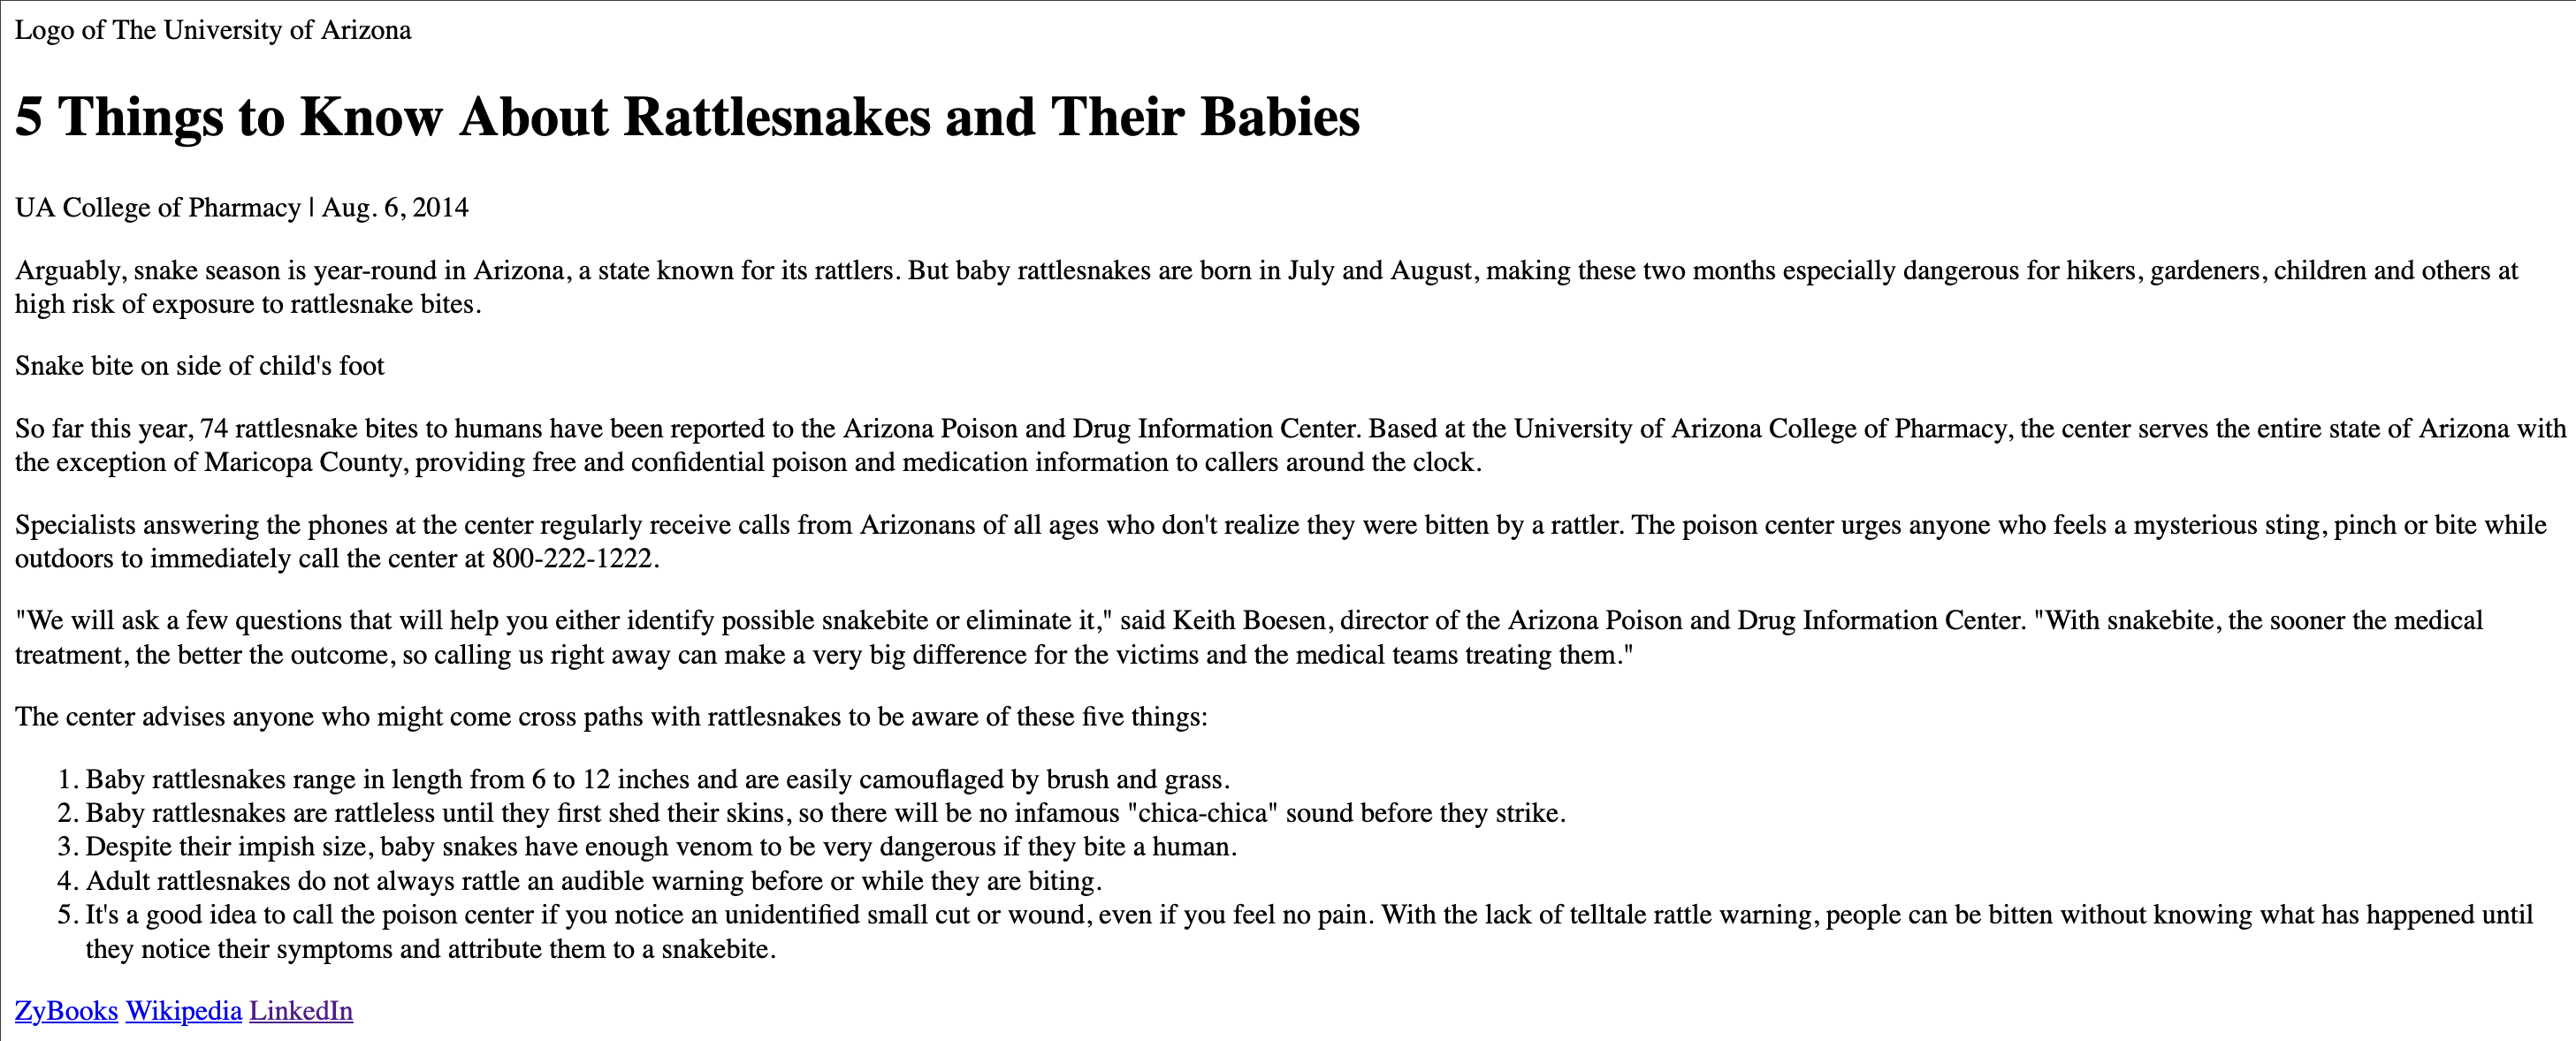 Logo of The University of Arizona
5 Things to Know About Rattlesnakes and Their Babies
UA College of Pharmacy | Aug. 6, 2014
Arguably, snake season is year-round in Arizona, a state known for its rattlers. But baby rattlesnakes are born in July and August, making these two months especially dangerous for hikers, gardeners, children and others at
high risk of exposure to rattlesnake bites.
Snake bite on side of child's foot
So far this year, 74 rattlesnake bites to humans have been reported to the Arizona Poison and Drug Information Center. Based at the University of Arizona College of Pharmacy, the center serves the entire state of Arizona with
the exception of Maricopa County, providing free and confidential poison and medication information to callers around the clock.
Specialists answering the phones at the center regularly receive calls from Arizonans of all ages who don't realize they were bitten by a rattler. The poison center urges anyone who feels a mysterious sting, pinch or bite while
outdoors to immediately call the center at 800-222-1222.
"We will ask a few questions that will help you either identify possible snakebite or eliminate it," said Keith Boesen, director of the Arizona Poison and Drug Information Center. "With snakebite, the sooner the medical
treatment, the better the outcome, so calling us right away can make a very big difference for the victims and the medical teams treating them."
The center advises anyone who might come cross paths with rattlesnakes to be aware of these five things:
1. Baby rattlesnakes range in length from 6 to 12 inches and are easily camouflaged by brush and grass.
2. Baby rattlesnakes are rattleless until they first shed their skins, so there will be no infamous "chica-chica" sound before they strike.
3. Despite their impish size, baby snakes have enough venom to be very dangerous if they bite a human.
4. Adult rattlesnakes do not always rattle an audible warning before or while they are biting.
5. It's a good idea to call the poison center if you notice an unidentified small cut or wound, even if you feel no pain. With the lack of telltale rattle warning, people can be bitten without knowing what has happened until
they notice their symptoms and attribute them to a snakebite.
ZyBooks Wikipedia LinkedIn